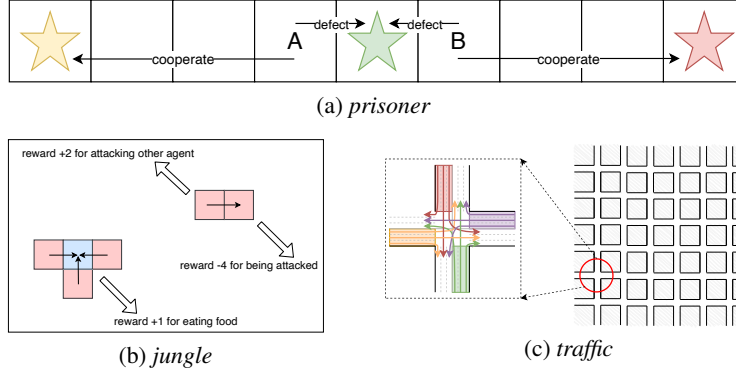 A
defect
defect
B
cooperate
cooperate
(a) prisoner
reward +2 for attacking other agent
reward -4 for being attacked
reward +1 for eating food
(b) jungle
(c) traffic